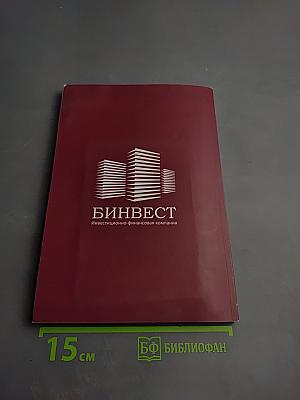 БИНВЕСТ
Инвестиционно-финансовая компания
15 см
БФ БИБЛИОФАН